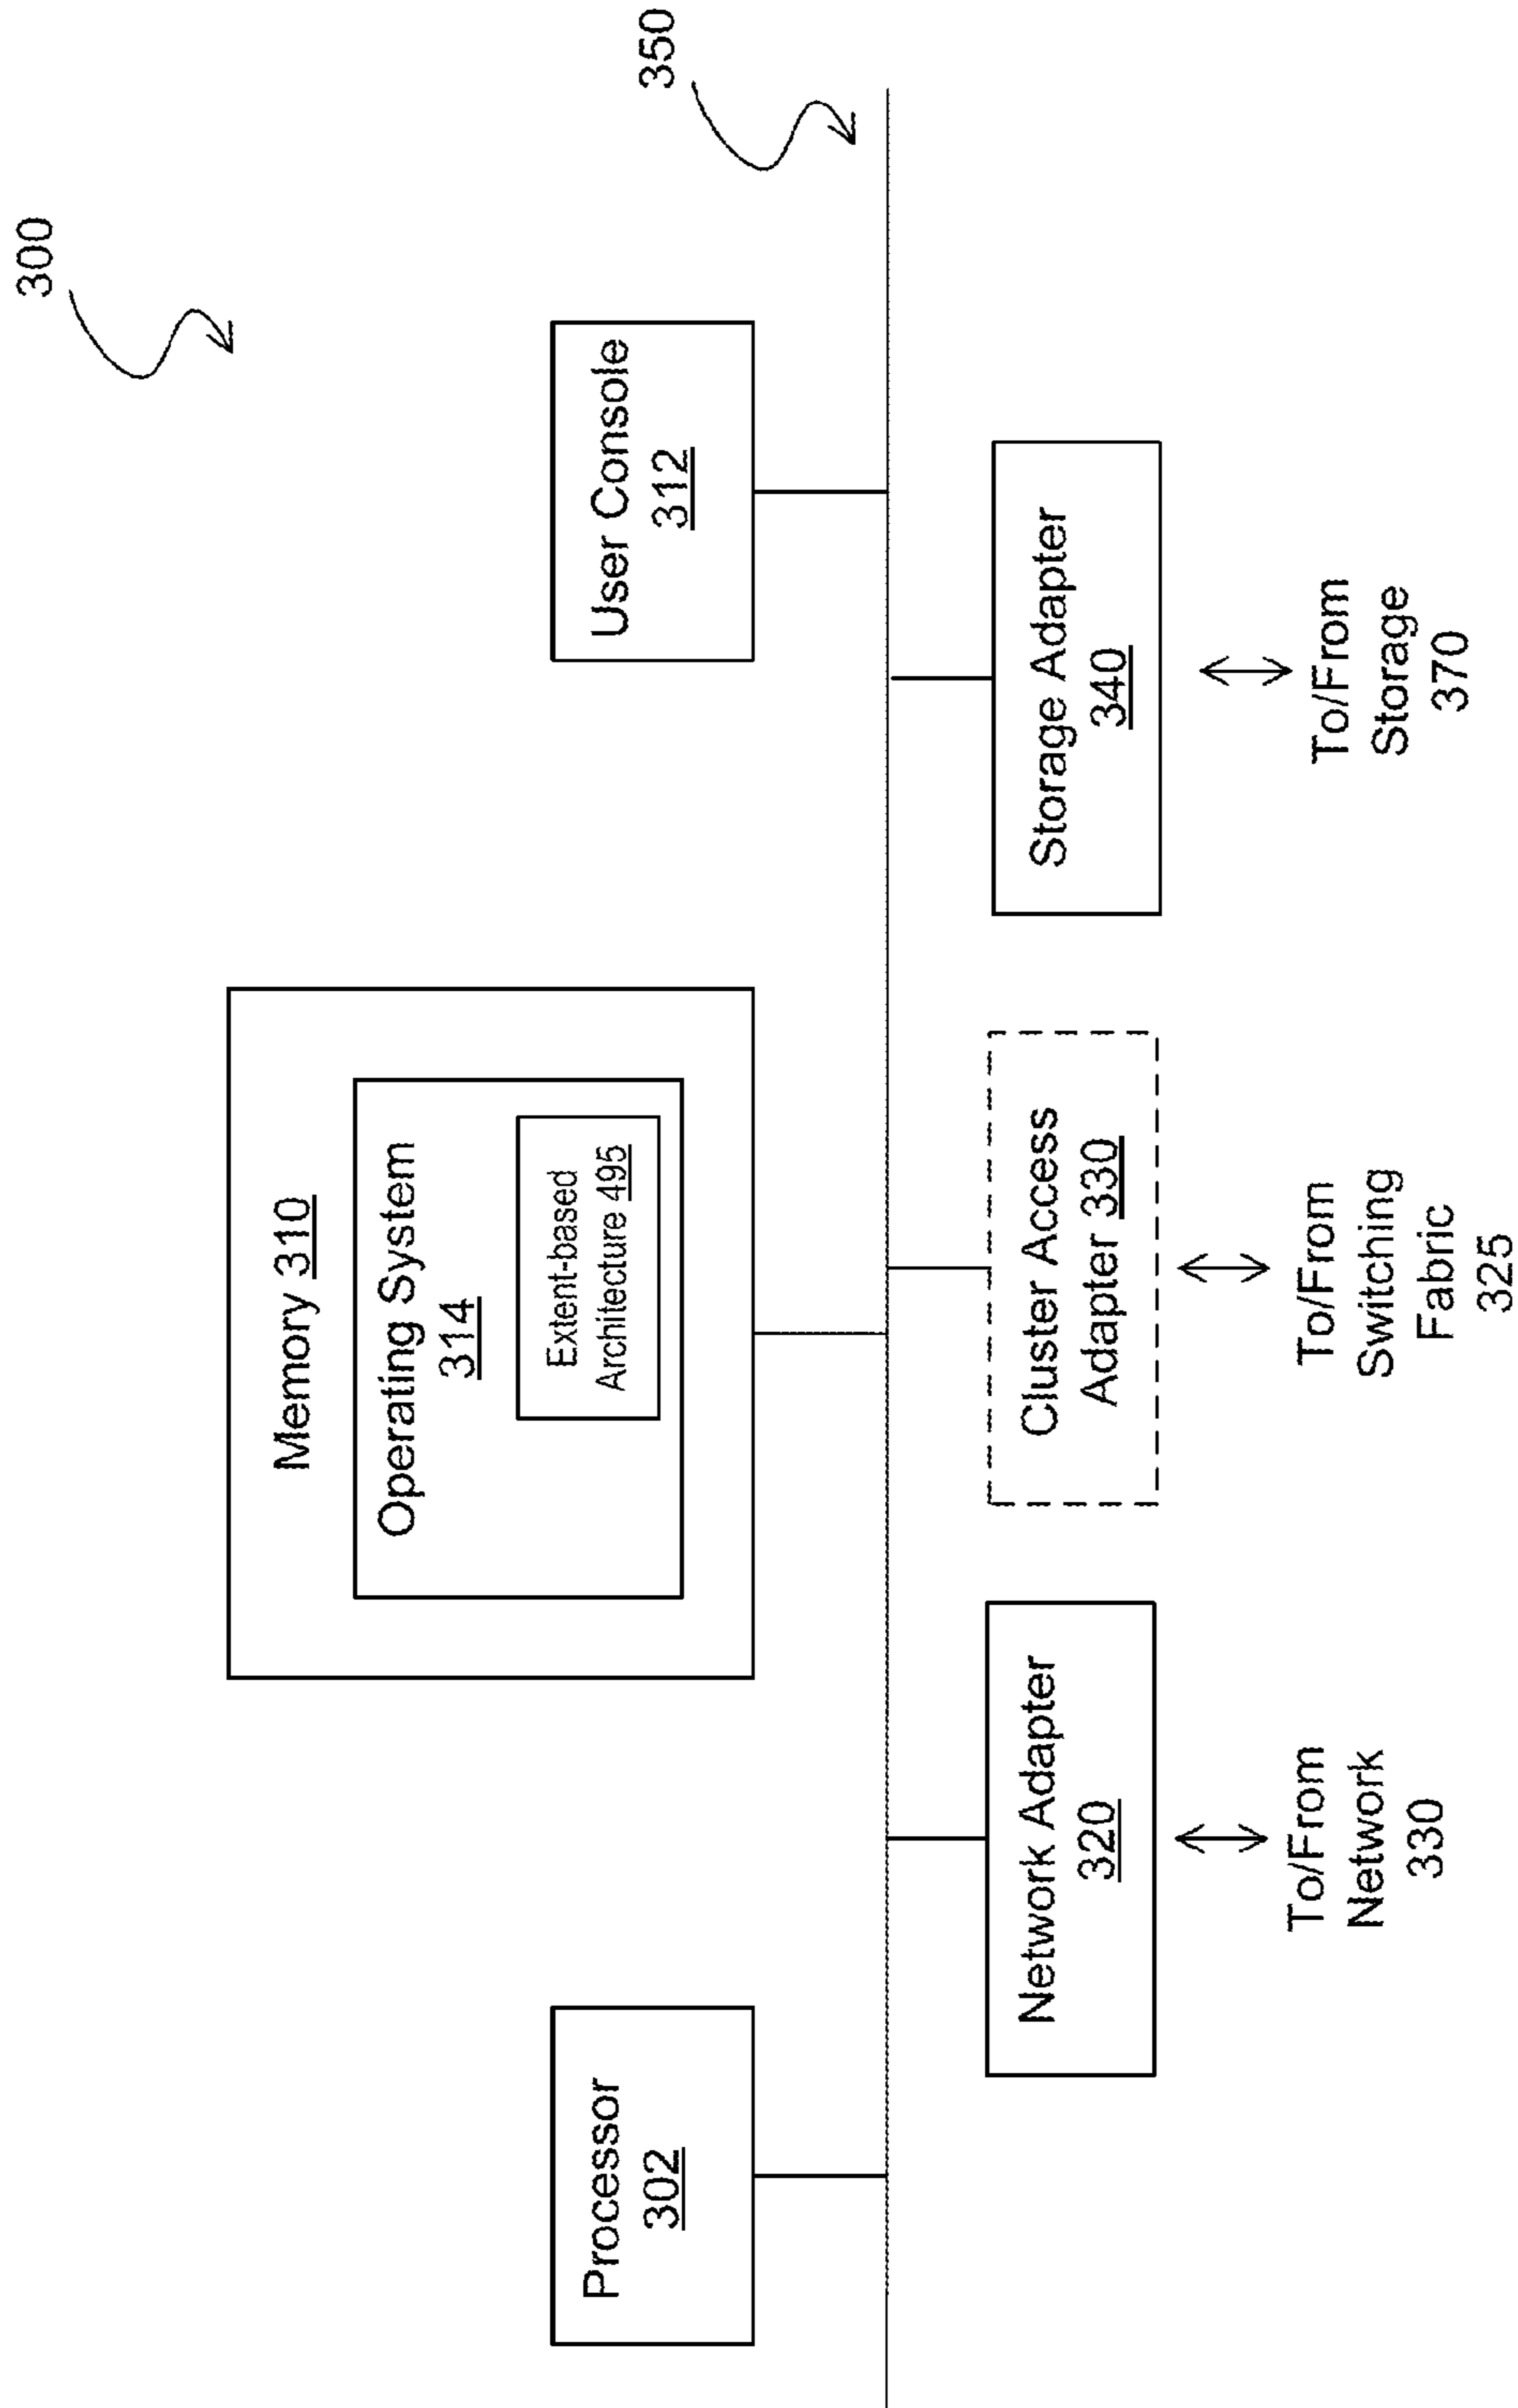 300
350
Processor
302
Memory 310
Operating System
314
Extent-based
Architecture 495
User Console
312
Network Adapter
320
Cluster Access
Adapter 330
Storage Adapter
340
To/From
Network
330
To/From
Switching
Fabric
325
To/From
Storage
370